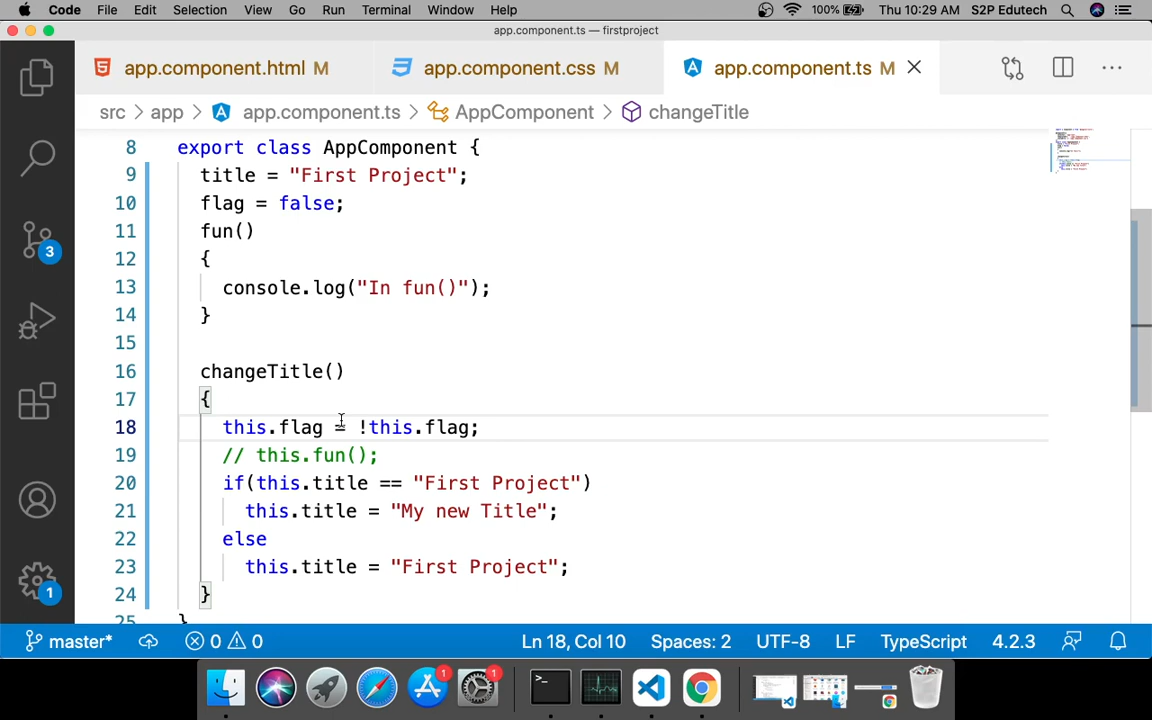 Code File Edit Selection View Go Run Terminal Window Help 100% Thu 10:29 AM S2P Edutech
app.component.ts — firstproject
app.component.html M app.component.css M app.component.ts M
src > app > app.component.ts > AppComponent > changeTitle
8 export class AppComponent {
9 title = "First Project";
10 flag = false;
11 fun()
12 {
13 console.log("In fun()");
14 }
15
16 changeTitle()
17 {
18 this.flag = !this.flag;
19 // this.fun();
20 if(this.title == "First Project")
21 this.title = "My new Title";
22 else
23 this.title = "First Project";
24 }
25 }
3
1
master* 0 0 Ln 18, Col 10 Spaces: 2 UTF-8 LF TypeScript 4.2.3
1 1